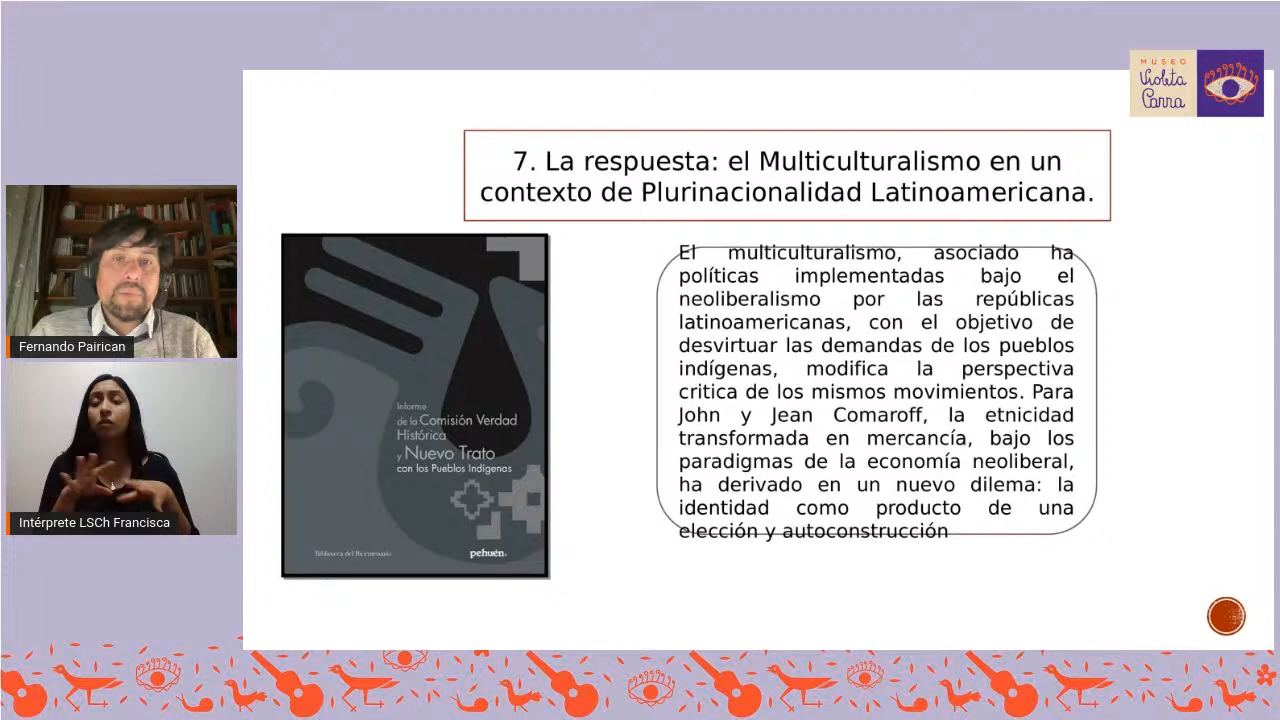 MUSEO
Violeta
Parra
7. La respuesta: el Multiculturalismo en un
contexto de Plurinacionalidad Latinoamericana.
Fernando Pairican
Intérprete LSCh Francisca
Informe
de la Comisión Verdad
Histórica
y Nuevo Trato
con los Pueblos Indígenas
Biblioteca del Bicentenario
pehuén
El multiculturalismo, asociado ha
políticas implementadas bajo el
neoliberalismo por las repúblicas
latinoamericanas, con el objetivo de
desvirtuar las demandas de los pueblos
indígenas, modifica la perspectiva
critica de los mismos movimientos. Para
John y Jean Comaroff, la etnicidad
transformada en mercancía, bajo los
paradigmas de la economía neoliberal,
ha derivado en un nuevo dilema: la
identidad como producto de una
elección y autoconstrucción